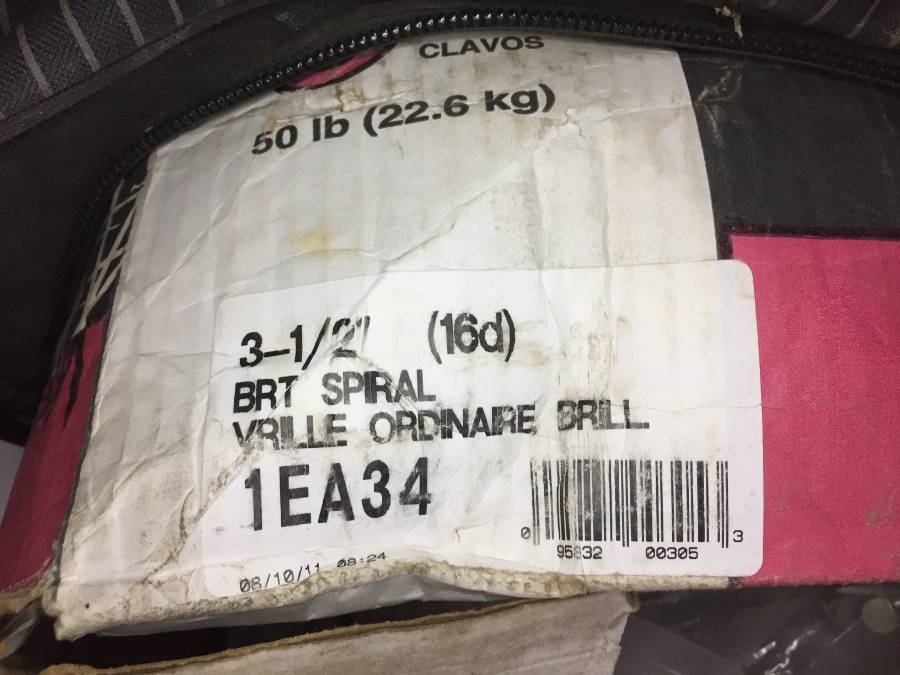 CLAVOS
50 lb (22.6 kg)
3-1/2" (16d)
BRT SPIRAL
VRILLE ORDINAIRE BRILL
1EA34
0 95832 00305 3
08/10/11 08:24